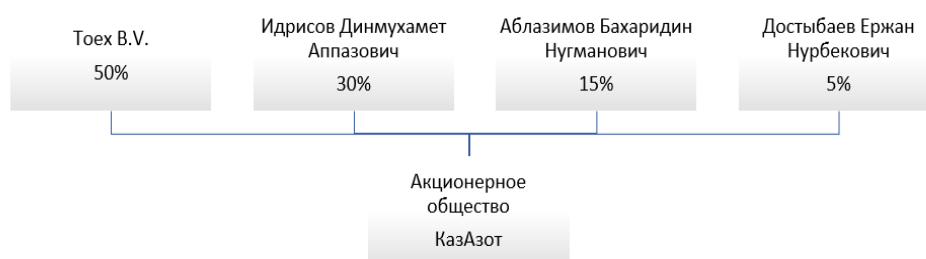 Toex B.V.
50%
Идрисов Динмухамет
Аппазович
30%
Аблазимов Бахаридин
Нугманович
15%
Достыбаев Ержан
Нурбекович
5%
Акционерное
общество
КазАзот